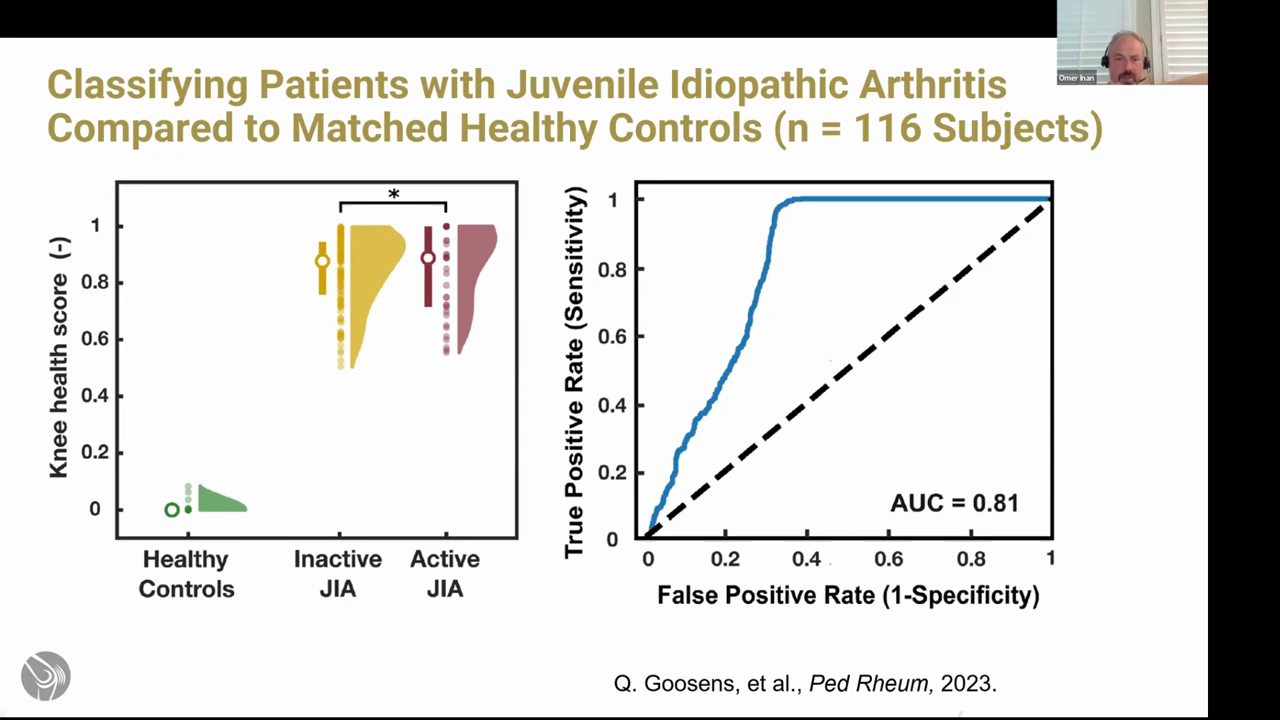 Classifying Patients with Juvenile Idiopathic Arthritis
Compared to Matched Healthy Controls (n = 116 Subjects)
Omer Inan
Knee health score (-)
1
0.8
0.6
0.4
0.2
0
*
Healthy
Controls
Inactive
JIA
Active
JIA
True Positive Rate (Sensitivity)
1
0.8
0.6
0.4
0.2
0
AUC = 0.81
0
0.2
0.4
0.6
0.8
1
False Positive Rate (1-Specificity)
Q. Goosens, et al., Ped Rheum, 2023.